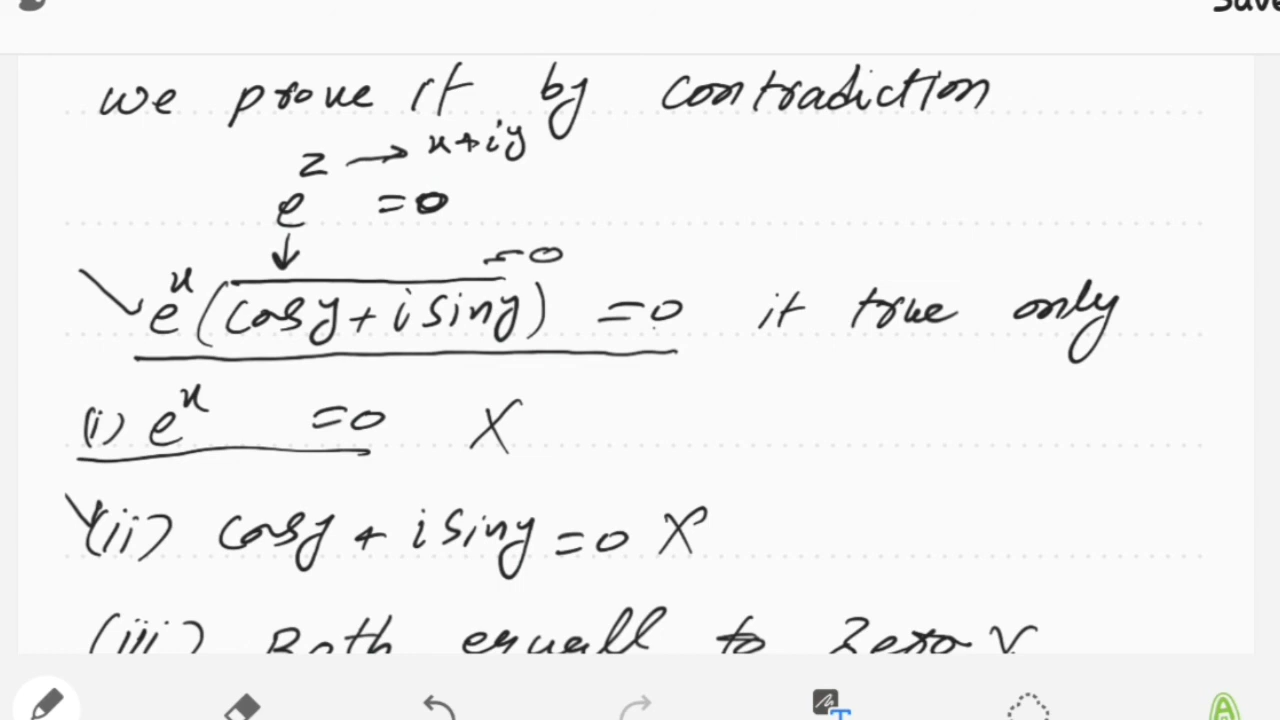 Save
we prove it by contradiction
z → x+iy
e =0
=0
e^x (cosy + i siny) =0 it true only
(i) e^x =0 X
(ii) cosy + i siny = 0 X
(iii) Both equall to Zero X